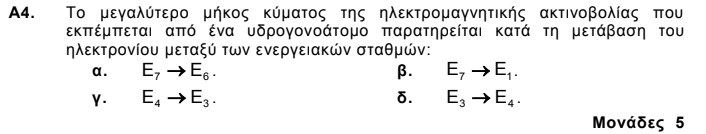 Α4. Το μεγαλύτερο μήκος κύματος της ηλεκτρομαγνητικής ακτινοβολίας που
εκπέμπεται από ένα υδρογονοάτομο παρατηρείται κατά τη μετάβαση του
ηλεκτρονίου μεταξύ των ενεργειακών σταθμών:
α. E₇ → E₆. β. E₇ → E₁.
γ. E₄ → E₃. δ. E₃ → E₄.
Μονάδες 5